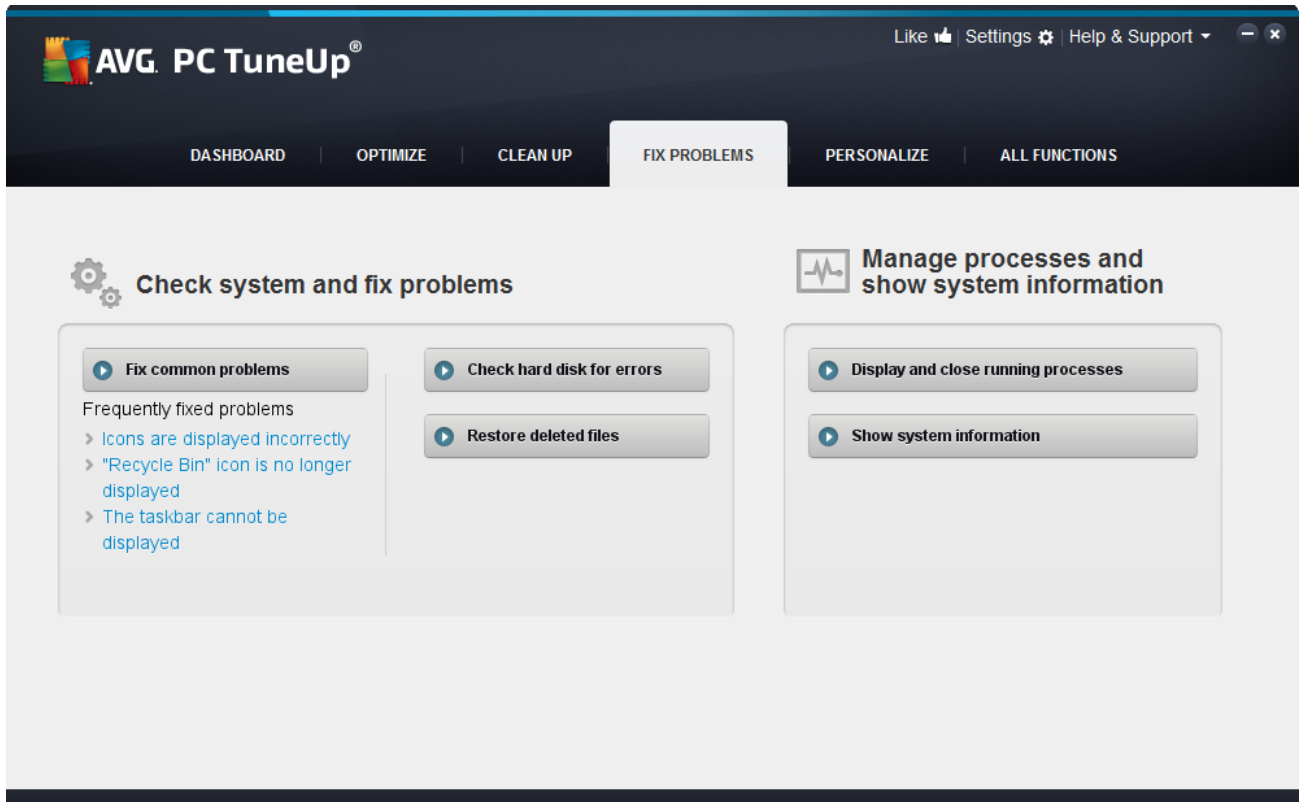 AVG. PC TuneUp®
Like | Settings | Help & Support
DASHBOARD
OPTIMIZE
CLEAN UP
FIX PROBLEMS
PERSONALIZE
ALL FUNCTIONS
Check system and fix problems
Fix common problems
Frequently fixed problems
Icons are displayed incorrectly
"Recycle Bin" icon is no longer
displayed
The taskbar cannot be
displayed
Check hard disk for errors
Restore deleted files
Manage processes and
show system information
Display and close running processes
Show system information